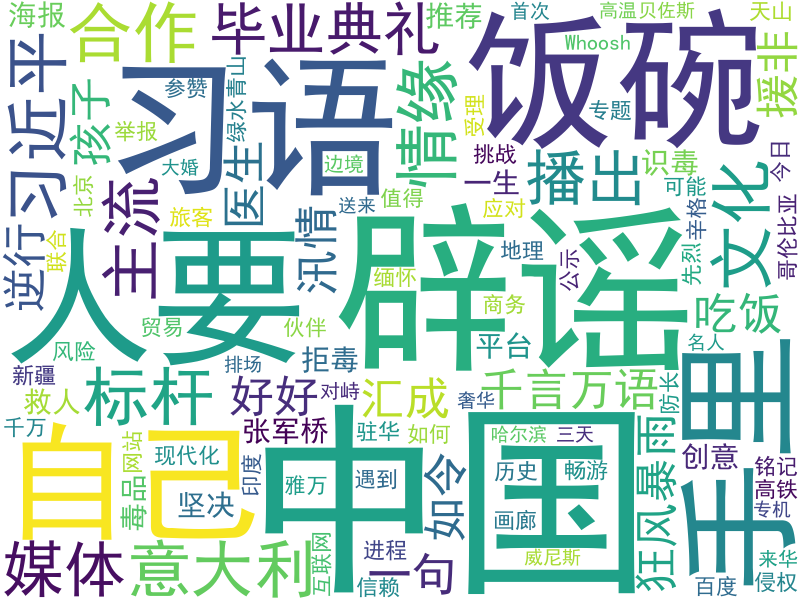 海报
合作
毕业典礼
推荐
首次
高温贝佐斯
天山
习近平
孩子
习语
参赞
举报
绿水青山
大婚
情缘
Whoosh
饭碗
专题
援非
受理
挑战
识毒
北京
逆行
主流
旅客
医生
汛情
边境
送来
值得
一生
应对
播出
可能
今日
联合
人
要
辟谣
缅怀
地理
公示
先烈
辛格
文化
哥伦比亚
贸易
伙伴
商务
平台
吃饭
名人
风险
新疆
救人
标杆
排场
拒毒
好好
对峙
汇成
奢华
千言万语
防长
手里
千万
自己
毒品
网站
现代化
坚决
印度
张军桥
驻华
如何
中国
哈尔滨
三天
狂风暴雨
创意
铭记
高铁
雅万
遇到
如今
历史
畅游
画廊
专机
媒体
意大利
互联网
进程
信赖
一句
威尼斯
百度
来华
侵权